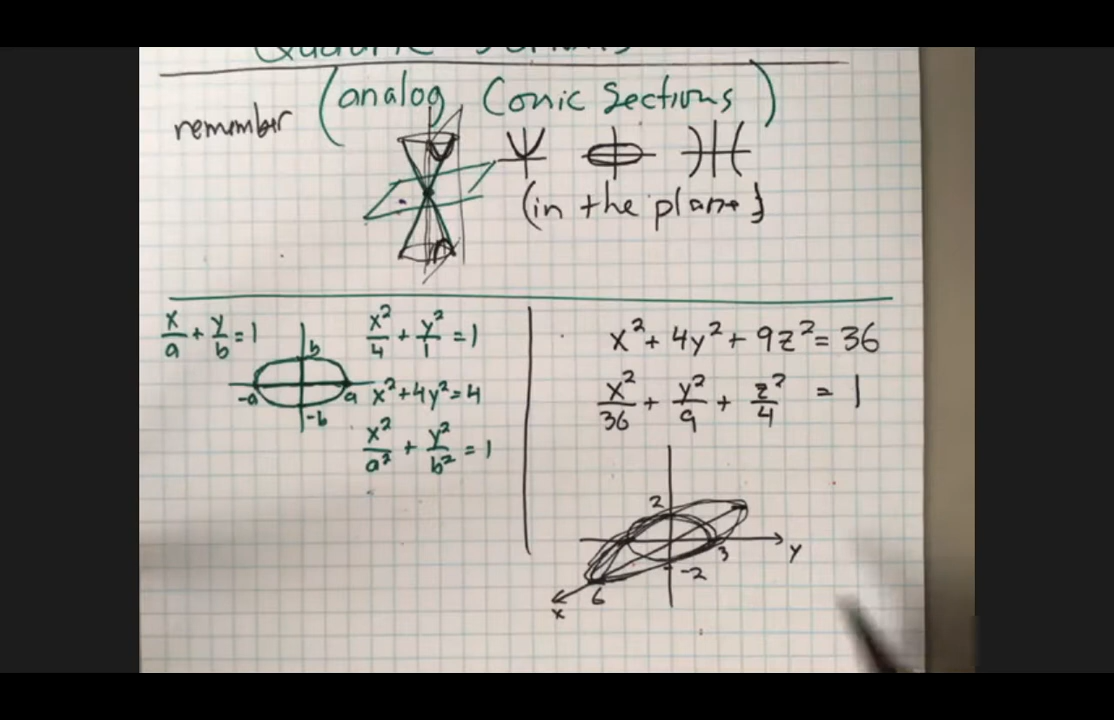 (analog Conic Sections)
remember
(in the plane)
x/a + y/b = 1
b
-a
a
-b
x²/4 + y²/1 = 1
x²+4y²=4
x²/a² + y²/b² = 1
x²+ 4y²+ 9z²= 36
x²/36 + y²/9 + z²/4 = 1
2
3
y
-2
6
x